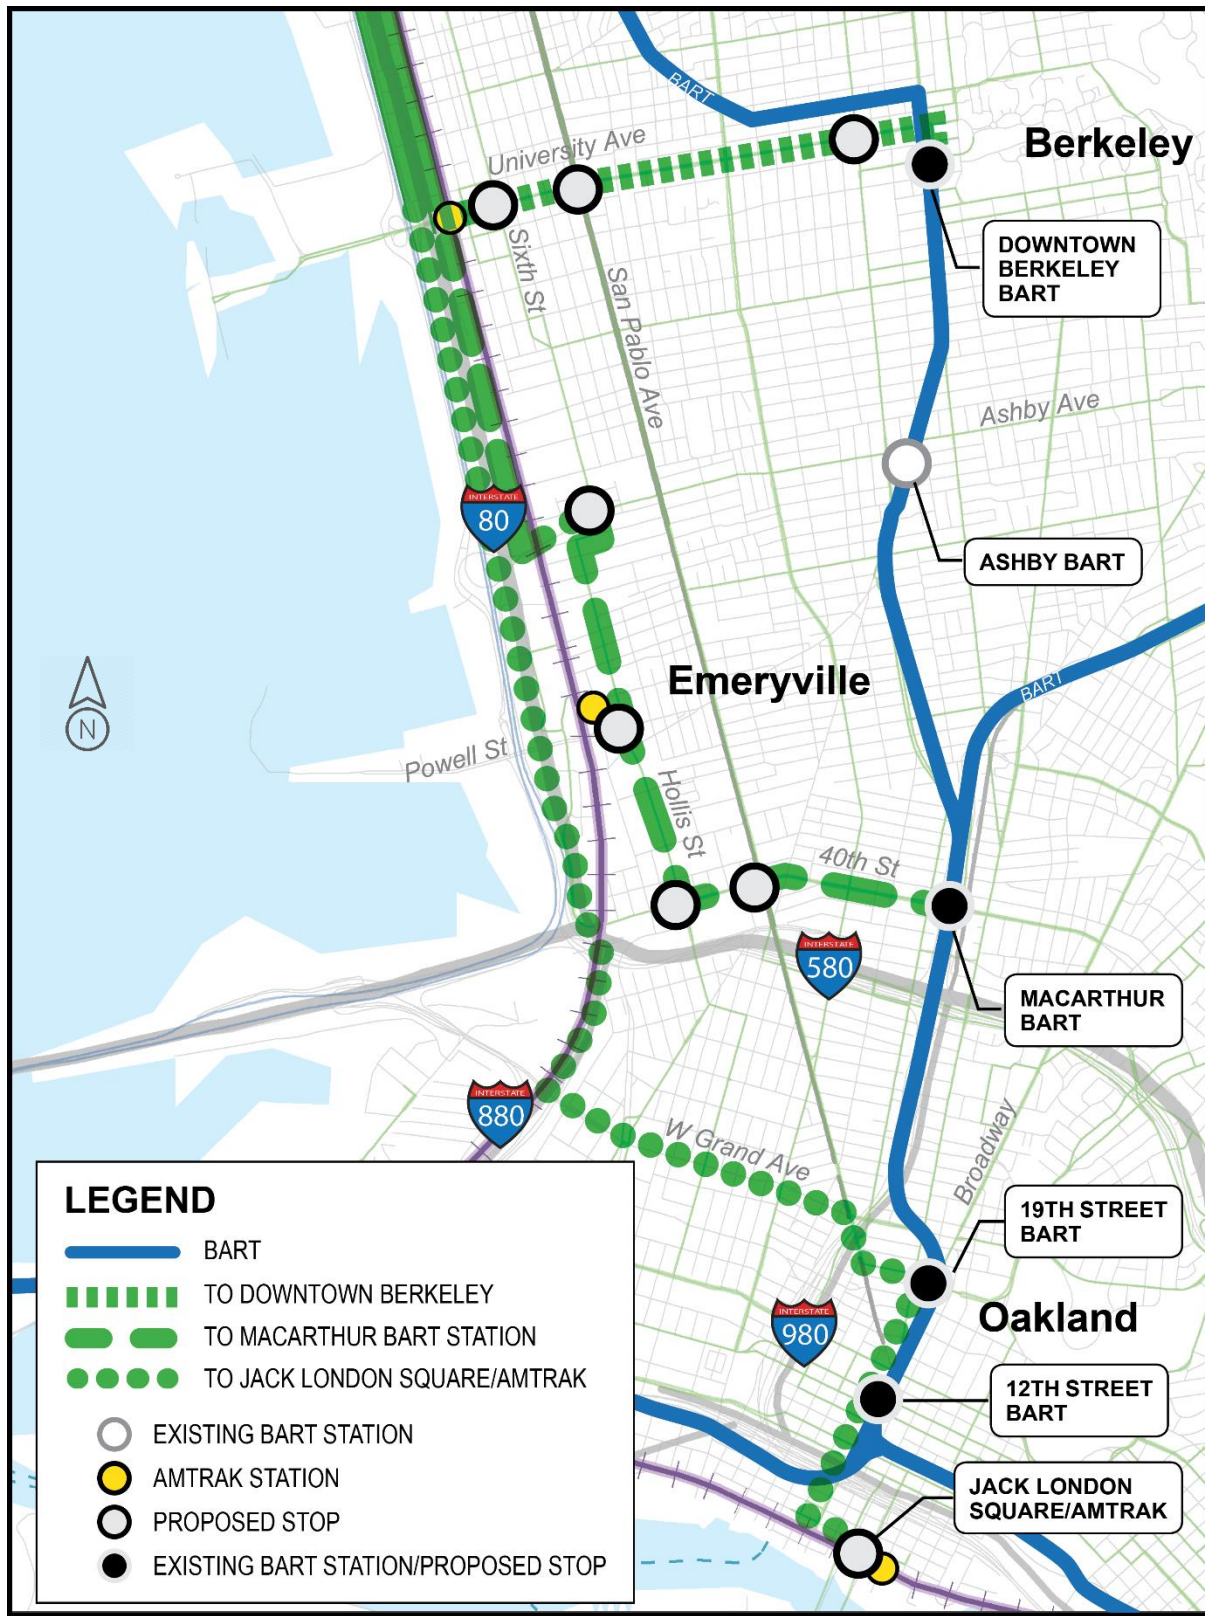 BART
University Ave
Berkeley
Sixth St
San Pablo Ave
DOWNTOWN
BERKELEY
BART
Ashby Ave
INTERSTATE
80
ASHBY BART
N
Emeryville
BART
Powell St
Hollis St
40th St
INTERSTATE
580
MACARTHUR
BART
INTERSTATE
880
W Grand Ave
Broadway
19TH STREET
BART
INTERSTATE
980
Oakland
12TH STREET
BART
JACK LONDON
SQUARE/AMTRAK
LEGEND
BART
TO DOWNTOWN BERKELEY
TO MACARTHUR BART STATION
TO JACK LONDON SQUARE/AMTRAK
EXISTING BART STATION
AMTRAK STATION
PROPOSED STOP
EXISTING BART STATION/PROPOSED STOP